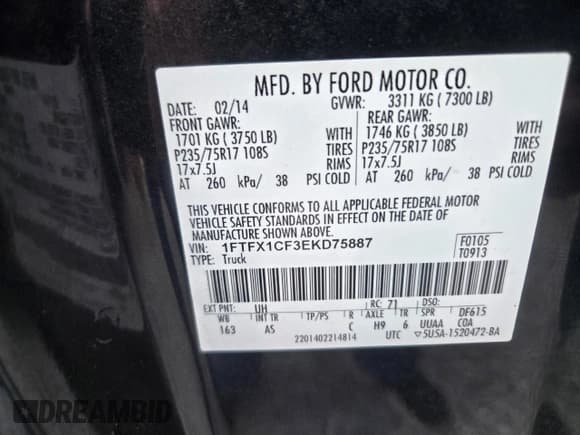 MFD. BY FORD MOTOR CO.
DATE: 02/14 GVWR: 3311 KG ( 7300 LB)
FRONT GAWR: REAR GAWR:
1701 KG ( 3750 LB) WITH 1746 KG ( 3850 LB) WITH
P235/75R17 108S TIRES P235/75R17 108S TIRES
17x7.5J RIMS 17x7.5J RIMS
AT 260 kPa/ 38 PSI COLD AT 260 kPa/ 38 PSI COLD
THIS VEHICLE CONFORMS TO ALL APPLICABLE FEDERAL MOTOR
VEHICLE SAFETY STANDARDS IN EFFECT ON THE DATE OF
MANUFACTURE SHOWN ABOVE.
VIN: 1FTFX1CF3EKD75887 F0105
TYPE: Truck T0913
EXT PNT: UH RC: 71 DSO:
WB INT TR TP/PS R AXLE TR SPR DF615
163 AS C H9 6 UUAA COA
2201402214814 UTC ▽5U5A-1520472-BA
DREAMBID